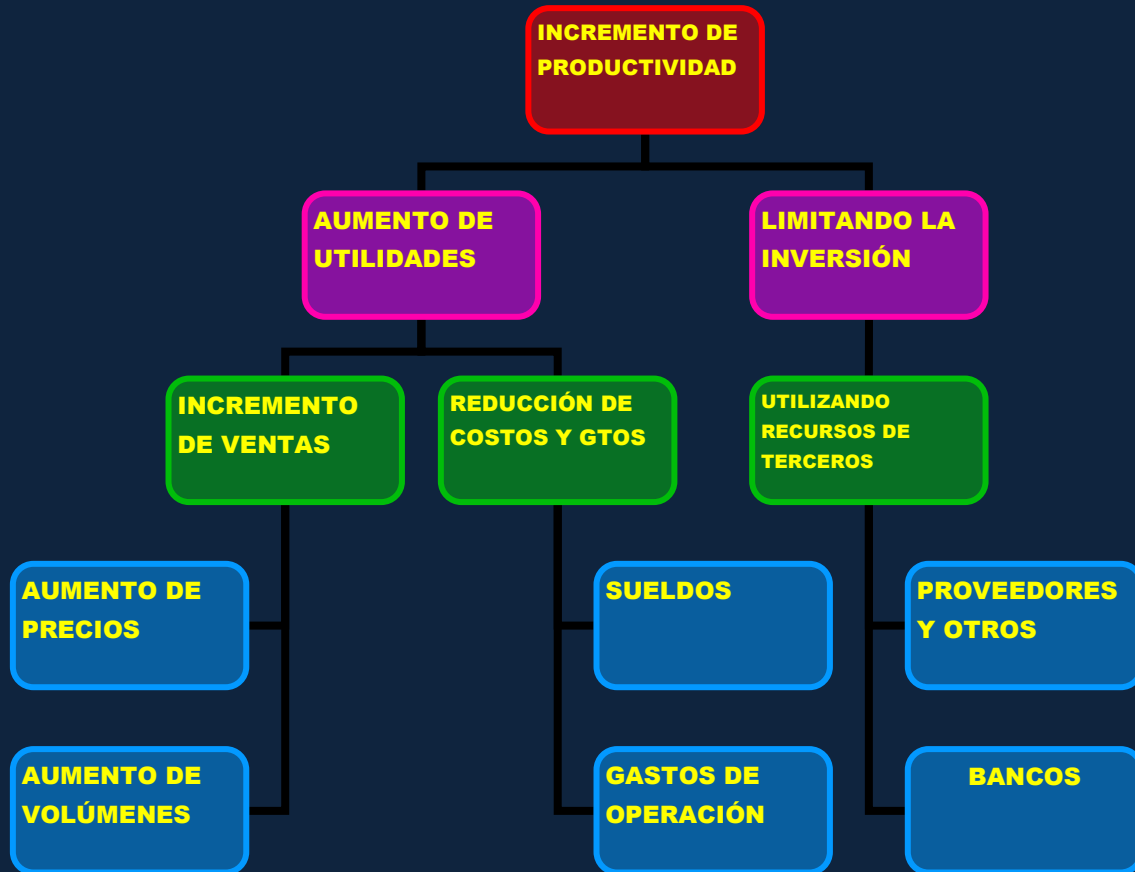 INCREMENTO DE
PRODUCTIVIDAD
AUMENTO DE
UTILIDADES
LIMITANDO LA
INVERSIÓN
INCREMENTO
DE VENTAS
REDUCCIÓN DE
COSTOS Y GTOS
UTILIZANDO
RECURSOS DE
TERCEROS
AUMENTO DE
PRECIOS
SUELDOS
PROVEEDORES
Y OTROS
AUMENTO DE
VOLÚMENES
GASTOS DE
OPERACIÓN
BANCOS